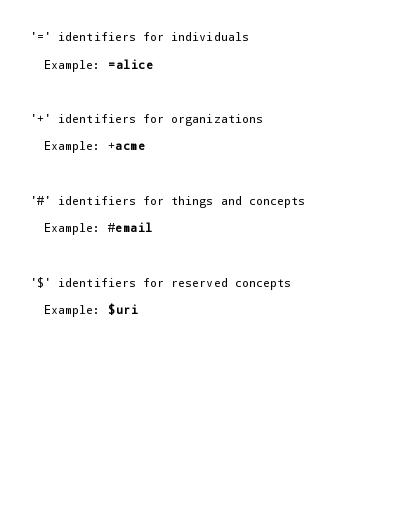 '=' identifiers for individuals
Example: =alice
'+' identifiers for organizations
Example: +acme
'#' identifiers for things and concepts
Example: #email
'$' identifiers for reserved concepts
Example: $uri